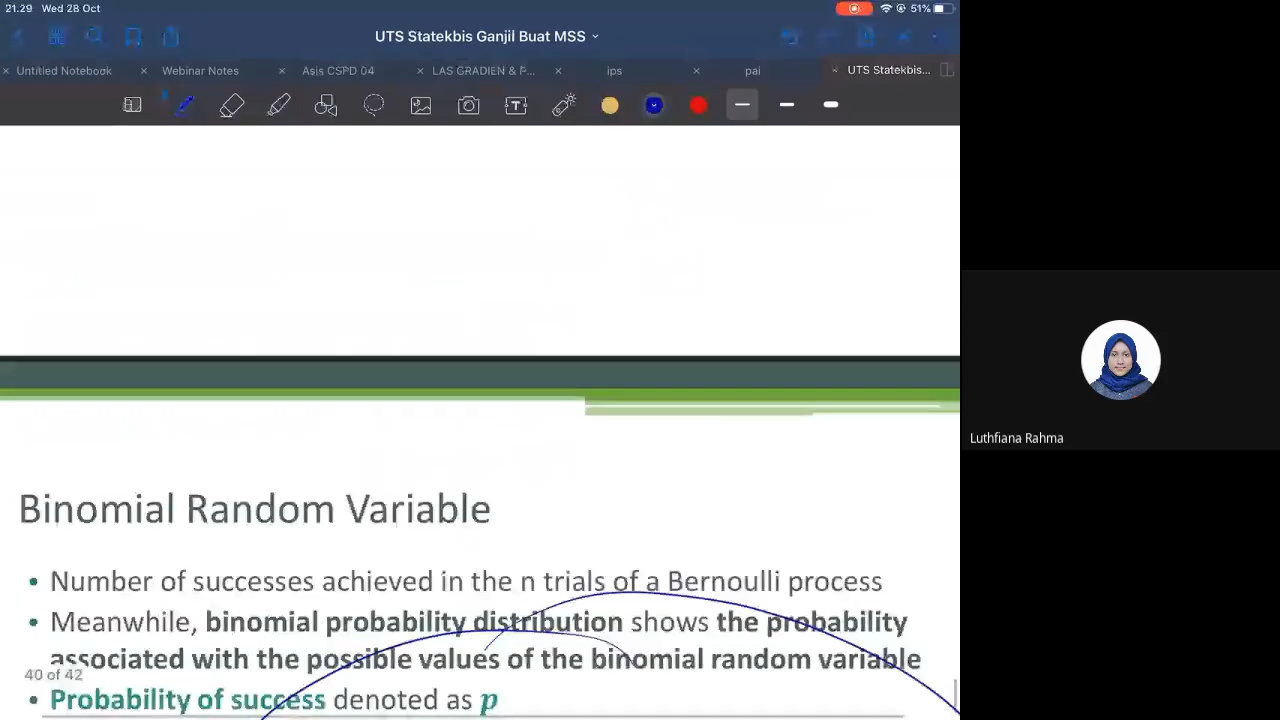 21.29 Wed 28 Oct
51%
UTS Statekbis Ganjil Buat MSS
Untitled Notebook
Webinar Notes
Asis CSPD 04
LAS GRADIEN & P...
ips
pai
UTS Statekbis...
T
Luthfiana Rahma
Binomial Random Variable
• Number of successes achieved in the n trials of a Bernoulli process
• Meanwhile, binomial probability distribution shows the probability
associated with the possible values of the binomial random variable
40 of 42
• Probability of success denoted as p